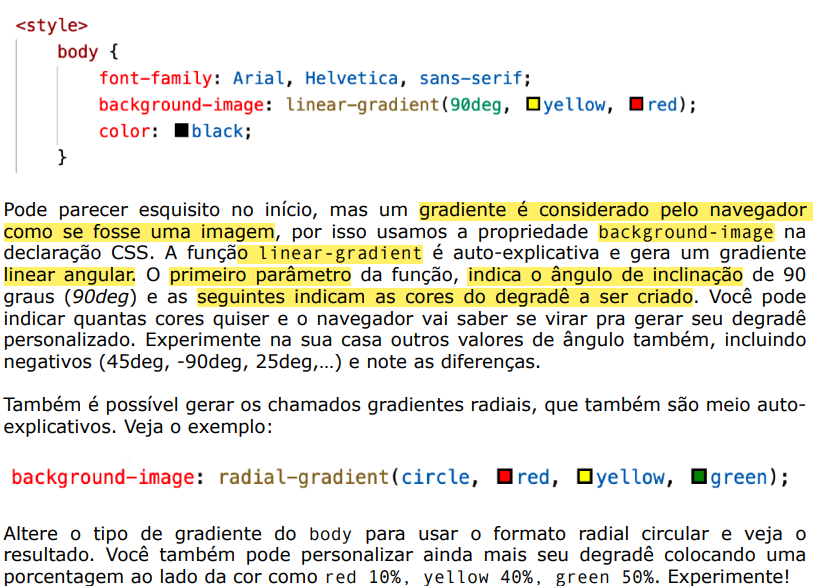 <style>
body {
font-family: Arial, Helvetica, sans-serif;
background-image: linear-gradient(90deg, yellow, red);
color: black;
}
Pode parecer esquisito no início, mas um gradiente é considerado pelo navegador
como se fosse uma imagem, por isso usamos a propriedade background-image na
declaração CSS. A função linear-gradient é auto-explicativa e gera um gradiente
linear angular. O primeiro parâmetro da função, indica o ângulo de inclinação de 90
graus (90deg) e as seguintes indicam as cores do degradê a ser criado. Você pode
indicar quantas cores quiser e o navegador vai saber se virar pra gerar seu degradê
personalizado. Experimente na sua casa outros valores de ângulo também, incluindo
negativos (45deg, -90deg, 25deg,…) e note as diferenças.
Também é possível gerar os chamados gradientes radiais, que também são meio auto-
explicativos. Veja o exemplo:
background-image: radial-gradient(circle, red, yellow, green);
Altere o tipo de gradiente do body para usar o formato radial circular e veja o
resultado. Você também pode personalizar ainda mais seu degradê colocando uma
porcentagem ao lado da cor como red 10%, yellow 40%, green 50%. Experimente!